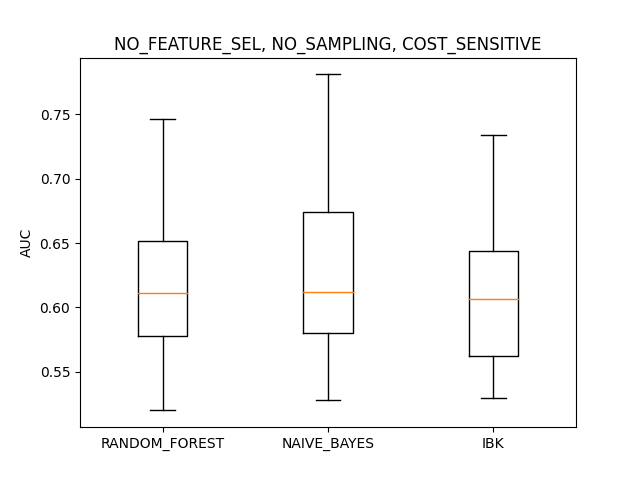 NO_FEATURE_SEL, NO_SAMPLING, COST_SENSITIVE
0.75
0.70
0.65
0.60
0.55
AUC
RANDOM_FOREST NAIVE_BAYES IBK